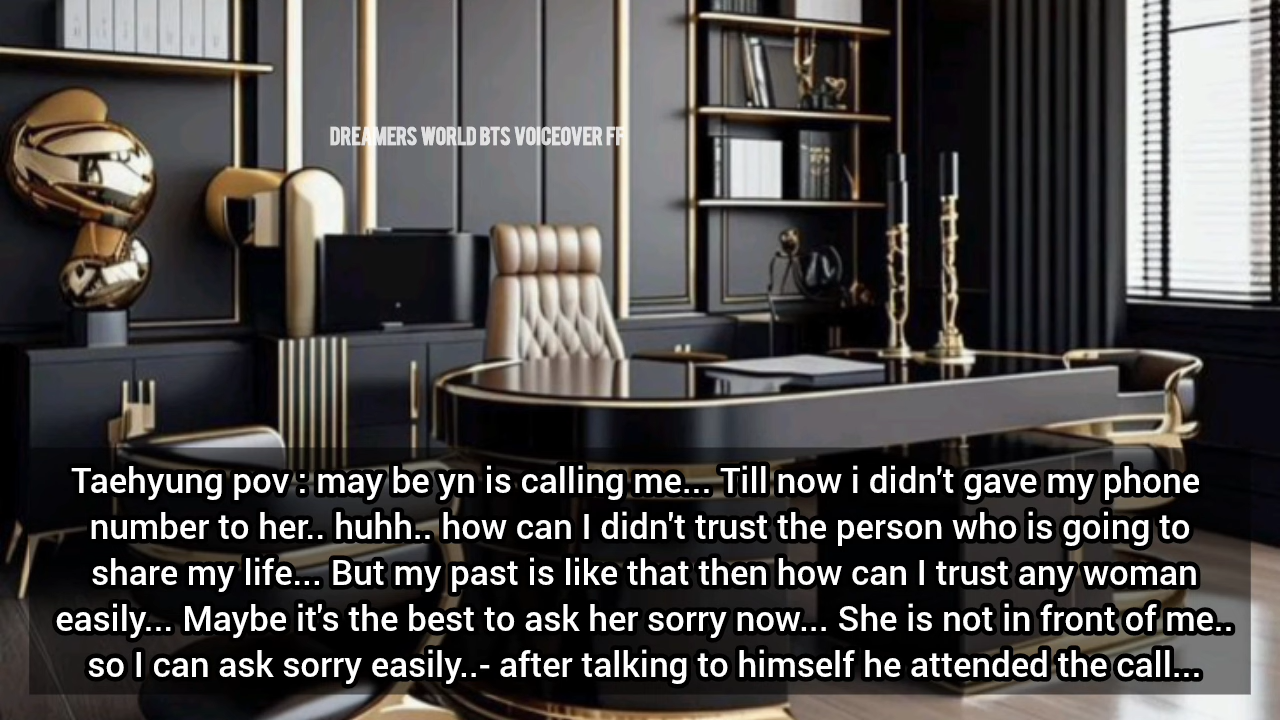 DREAMERS WORLD BTS VOICEOVER FF
Taehyung pov : may be yn is calling me... Till now i didn't gave my phone
number to her.. huhh.. how can I didn't trust the person who is going to
share my life... But my past is like that then how can I trust any woman
easily... Maybe it's the best to ask her sorry now... She is not in front of me..
so I can ask sorry easily..- after talking to himself he attended the call...